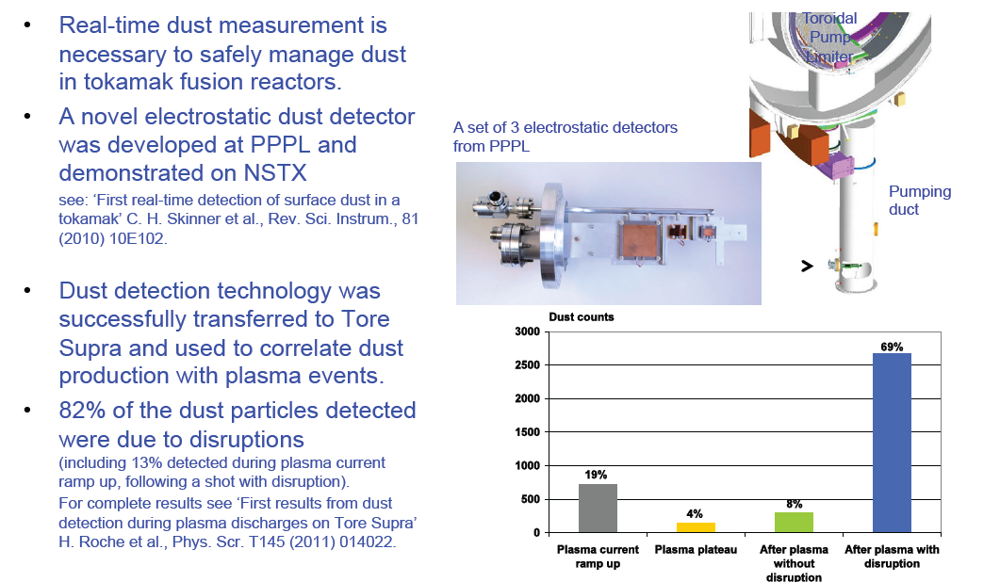 • Real-time dust measurement is
necessary to safely manage dust
in tokamak fusion reactors.
• A novel electrostatic dust detector
was developed at PPPL and
demonstrated on NSTX
see: ‘First real-time detection of surface dust in a
tokamak’ C. H. Skinner et al., Rev. Sci. Instrum., 81
(2010) 10E102.
• Dust detection technology was
successfully transferred to Tore
Supra and used to correlate dust
production with plasma events.
• 82% of the dust particles detected
were due to disruptions
(including 13% detected during plasma current
ramp up, following a shot with disruption).
For complete results see ‘First results from dust
detection during plasma discharges on Tore Supra’
H. Roche et al., Phys. Scr. T145 (2011) 014022.
A set of 3 electrostatic detectors
from PPPL
Toroidal
Pump
Limiter
Pumping
duct
Dust counts
3000
2500
2000
1500
1000
500
0
19%
4%
8%
69%
Plasma current
ramp up
Plasma plateau
After plasma
without
disruption
After plasma with
disruption